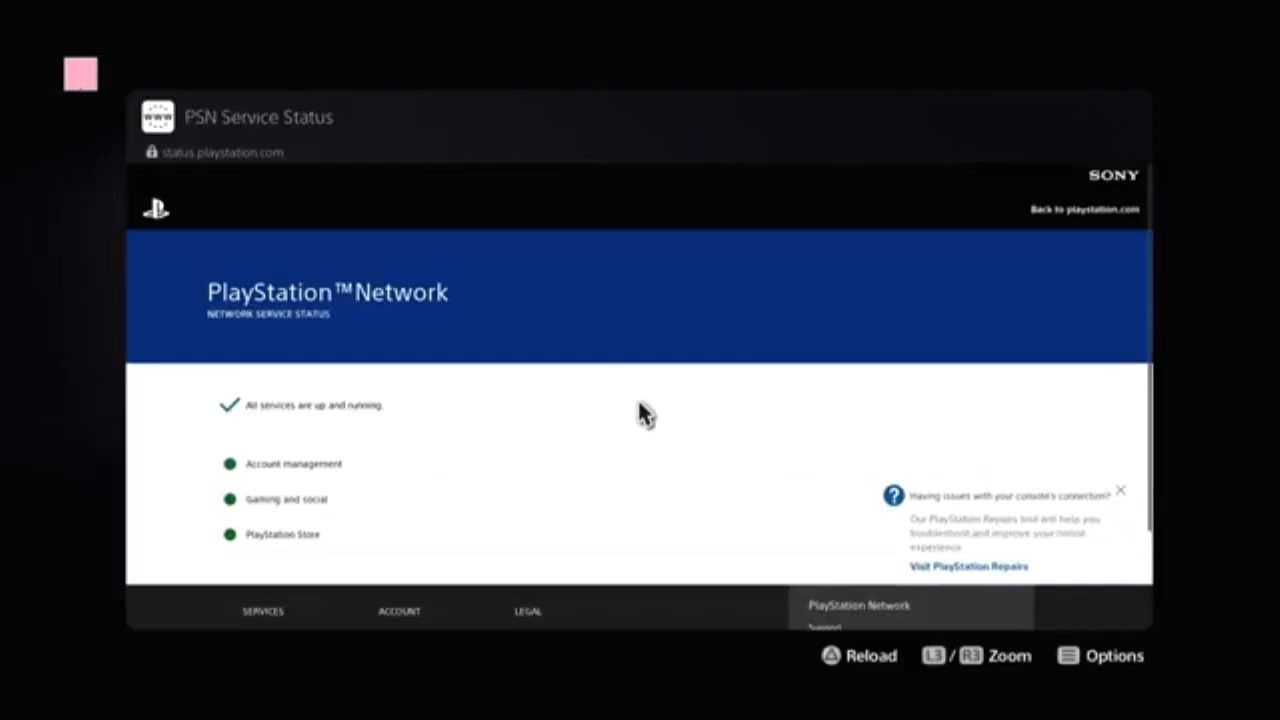 PSN Service Status
status.playstation.com
SONY
Back to playstation.com
PlayStation™Network
NETWORK SERVICE STATUS
All services are up and running.
Account management
Gaming and social
PlayStation Store
Having issues with your console's connection?
Our PlayStation Repairs tool will help you
troubleshoot and improve your
experience.
Visit PlayStation Repairs
SERVICES
ACCOUNT
LEGAL
PlayStation Network
Support
Reload
L3 / R3 Zoom
Options